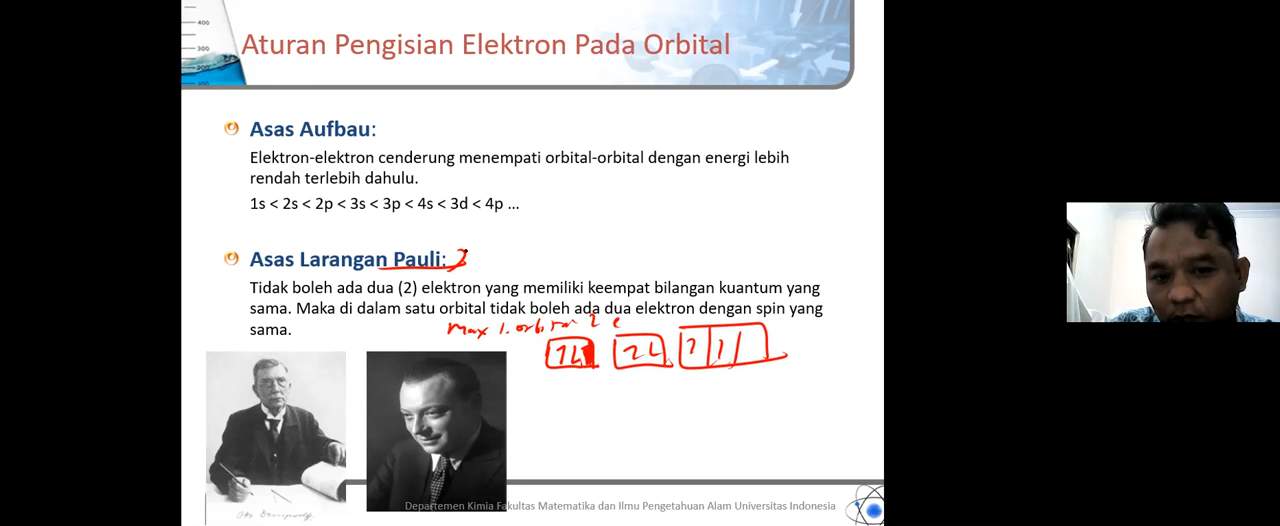 400
300
200
Aturan Pengisian Elektron Pada Orbital
Asas Aufbau:
Elektron-elektron cenderung menempati orbital-orbital dengan energi lebih
rendah terlebih dahulu.
1s < 2s < 2p < 3s < 3p < 4s < 3d < 4p ...
Asas Larangan Pauli:
Tidak boleh ada dua (2) elektron yang memiliki keempat bilangan kuantum yang
sama. Maka di dalam satu orbital tidak boleh ada dua elektron dengan spin yang
sama.
Max 1 orbital 2 e
Departemen Kimia Fakultas Matematika dan Ilmu Pengetahuan Alam Universitas Indonesia